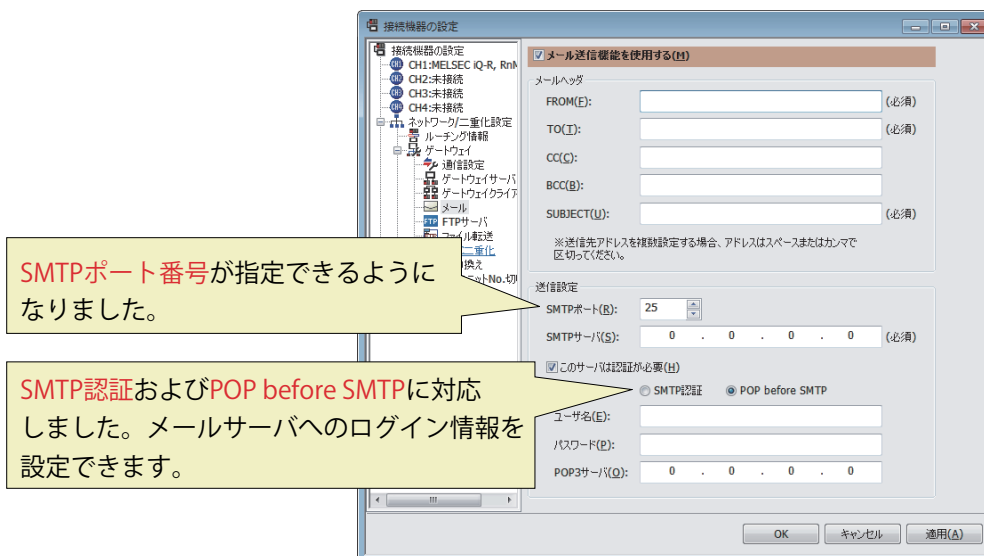 接続機器の設定
接続機器の設定
CH1:MELSEC iQ-R, RnM
CH2:未接続
CH3:未接続
CH4:未接続
ネットワーク/二重化設定
ルーチング情報
ゲートウェイ
通信設定
ゲートウェイサーバ
ゲートウェイクライア
メール
FTP FTPサーバ
ファイル転送
二重化
換え
ニットNo.切
メール送信機能を使用する(M)
メールヘッダ
FROM(F): (必須)
TO(T): (必須)
CC(C):
BCC(B):
SUBJECT(U): (必須)
※送信先アドレスを複数設定する場合、アドレスはスペースまたはカンマで
区切ってください。
送信設定
SMTPポート(R): 25
SMTPサーバ(S): 0 . 0 . 0 . 0 (必須)
このサーバは認証が必要(H)
SMTP認証 POP before SMTP
ユーザ名(E):
パスワード(P):
POP3サーバ(O): 0 . 0 . 0 . 0
OK キャンセル 適用(A)
SMTPポート番号が指定できるように
なりました。
SMTP認証およびPOP before SMTPに対応
しました。メールサーバへのログイン情報を
設定できます。